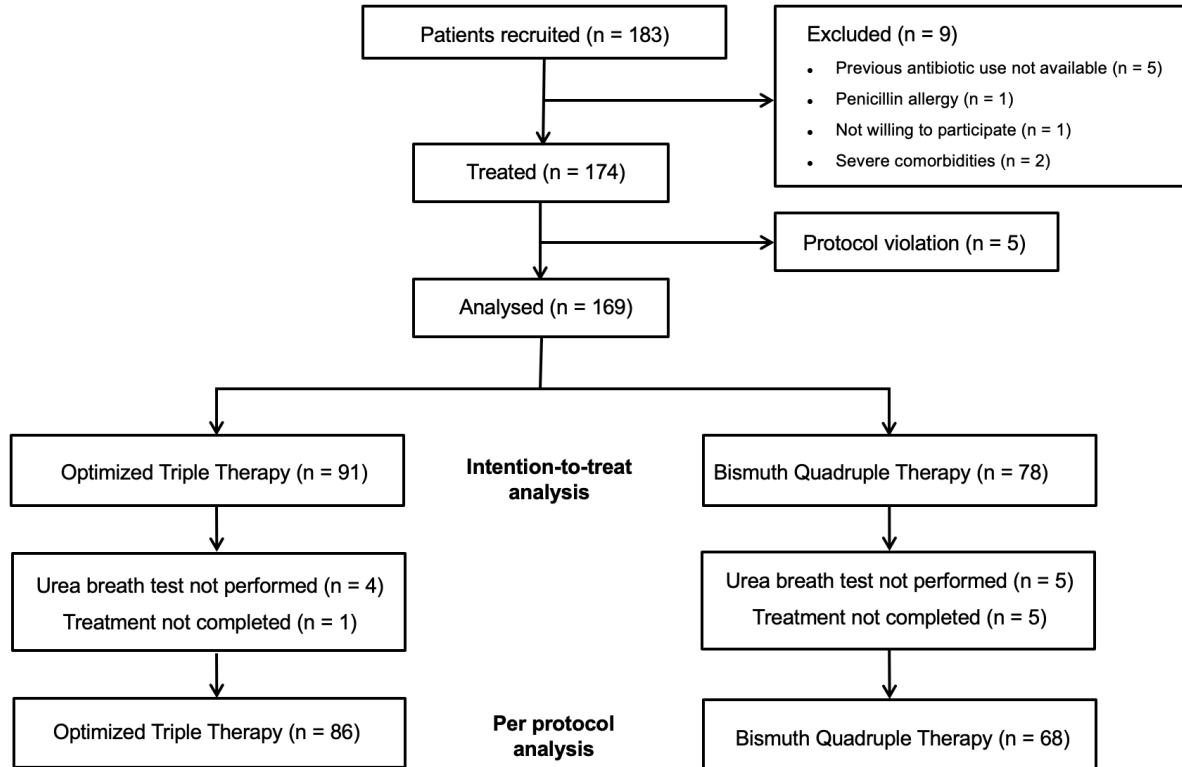 Patients recruited (n = 183)
Excluded (n = 9)
• Previous antibiotic use not available (n = 5)
• Penicillin allergy (n = 1)
• Not willing to participate (n = 1)
• Severe comorbidities (n = 2)
Treated (n = 174)
Protocol violation (n = 5)
Analysed (n = 169)
Optimized Triple Therapy (n = 91)
Intention-to-treat
analysis
Bismuth Quadruple Therapy (n = 78)
Urea breath test not performed (n = 4)
Treatment not completed (n = 1)
Urea breath test not performed (n = 5)
Treatment not completed (n = 5)
Optimized Triple Therapy (n = 86)
Per protocol
analysis
Bismuth Quadruple Therapy (n = 68)